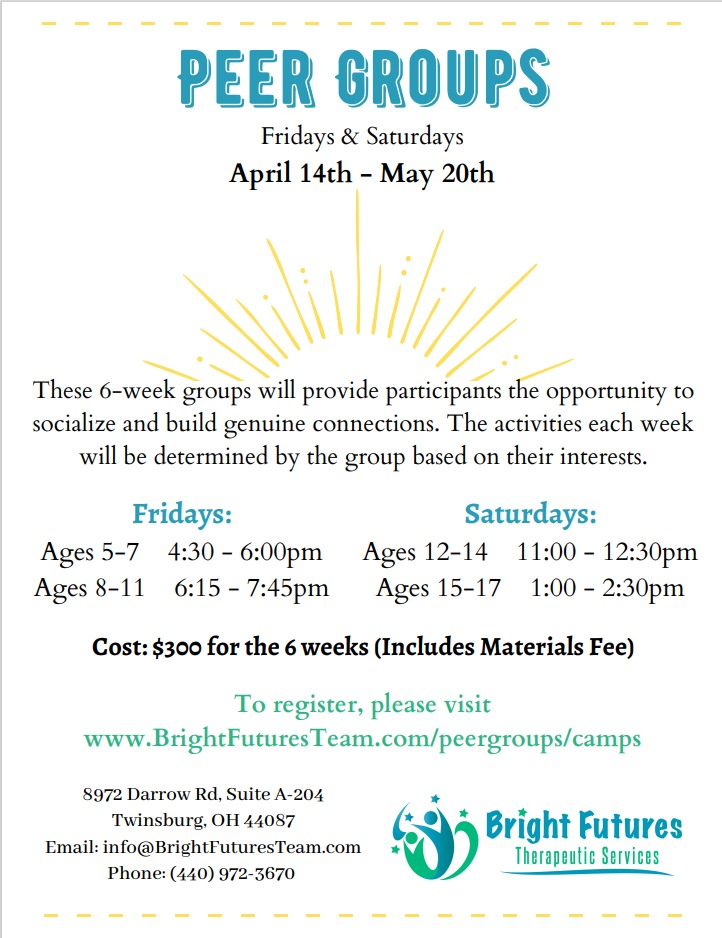 PEER GROUPS
Fridays & Saturdays
April 14th - May 20th
These 6-week groups will provide participants the opportunity to
socialize and build genuine connections. The activities each week
will be determined by the group based on their interests.
Fridays:
Ages 5-7 4:30 - 6:00pm
Ages 8-11 6:15 - 7:45pm
Saturdays:
Ages 12-14 11:00 - 12:30pm
Ages 15-17 1:00 - 2:30pm
Cost: $300 for the 6 weeks (Includes Materials Fee)
To register, please visit
www.BrightFuturesTeam.com/peergroups/camps
8972 Darrow Rd, Suite A-204
Twinsburg, OH 44087
Email: info@BrightFuturesTeam.com
Phone: (440) 972-3670
Bright Futures
Therapeutic Services